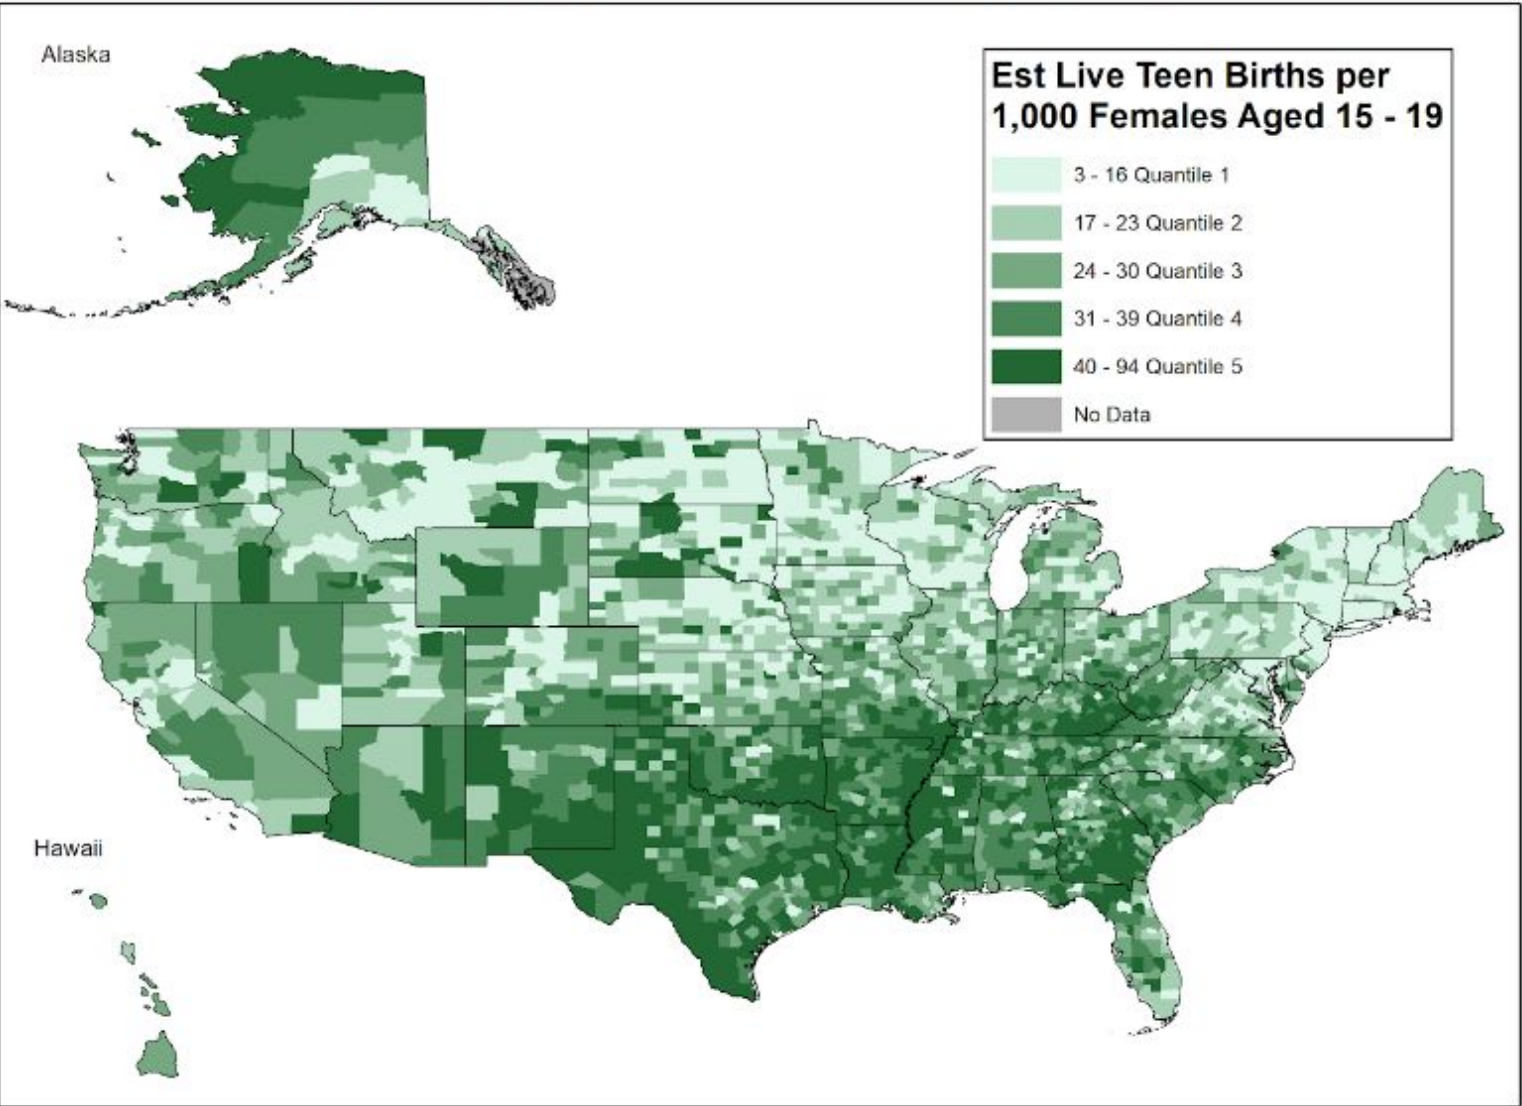 Alaska
Est Live Teen Births per
1,000 Females Aged 15 - 19
3 - 16 Quantile 1
17 - 23 Quantile 2
24 - 30 Quantile 3
31 - 39 Quantile 4
40 - 94 Quantile 5
No Data
Hawaii